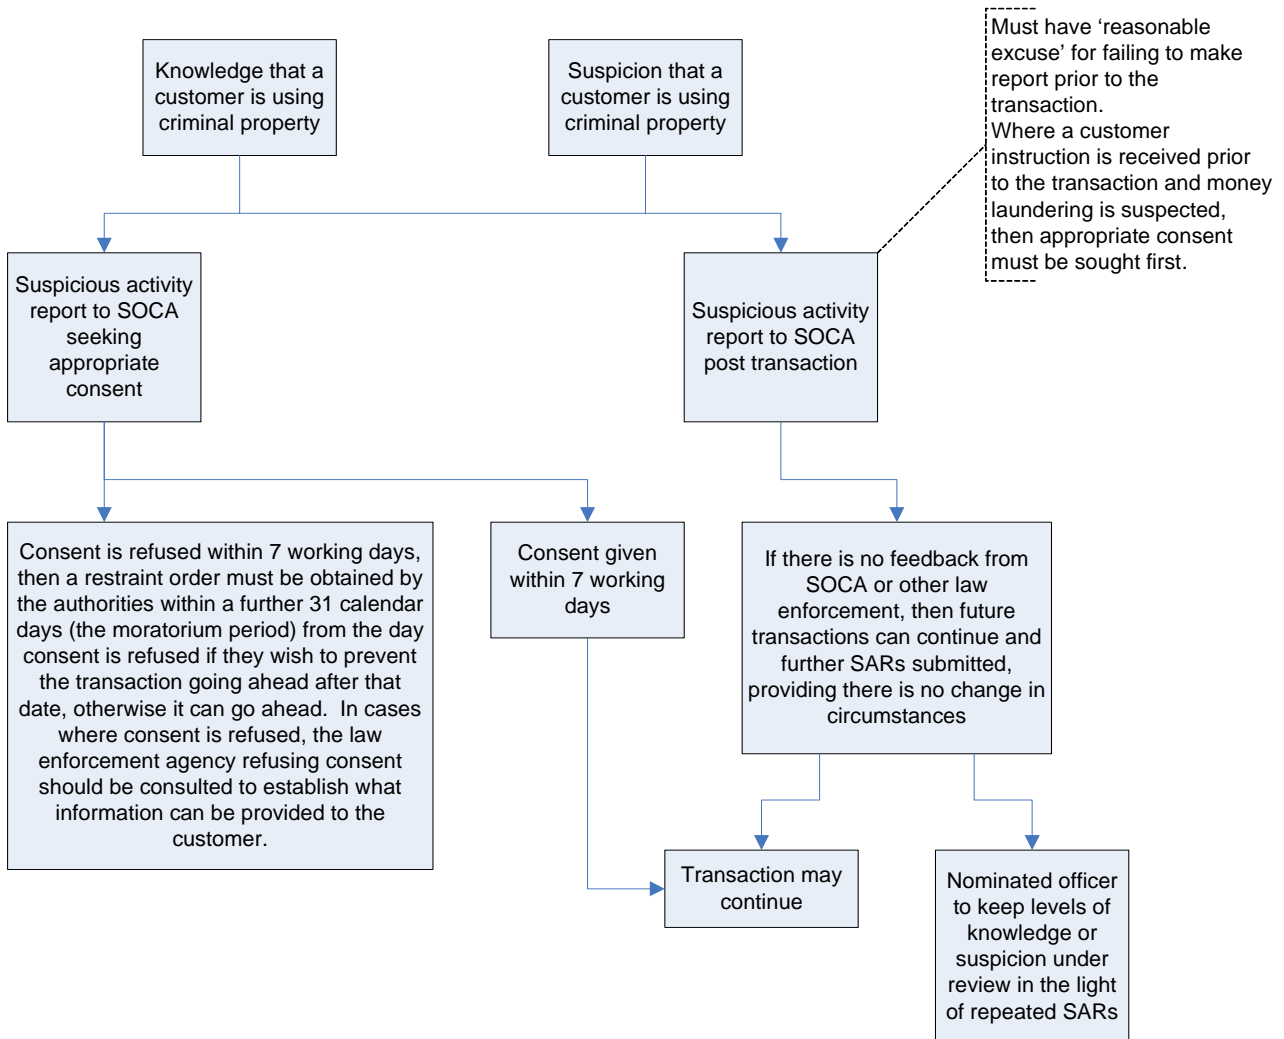 Knowledge that a
customer is using
criminal property
Suspicion that a
customer is using
criminal property
Must have ‘reasonable
excuse’ for failing to make
report prior to the
transaction.
Where a customer
instruction is received prior
to the transaction and money
laundering is suspected,
then appropriate consent
must be sought first.
Suspicious activity
report to SOCA
seeking
appropriate
consent
Suspicious activity
report to SOCA
post transaction
Consent is refused within 7 working days,
then a restraint order must be obtained by
the authorities within a further 31 calendar
days (the moratorium period) from the day
consent is refused if they wish to prevent
the transaction going ahead after that
date, otherwise it can go ahead.  In cases
where consent is refused, the law
enforcement agency refusing consent
should be consulted to establish what
information can be provided to the
customer.
Consent given
within 7 working
days
If there is no feedback from
SOCA or other law
enforcement, then future
transactions can continue and
further SARs submitted,
providing there is no change in
circumstances
Transaction may
continue
Nominated officer
to keep levels of
knowledge or
suspicion under
review in the light
of repeated SARs